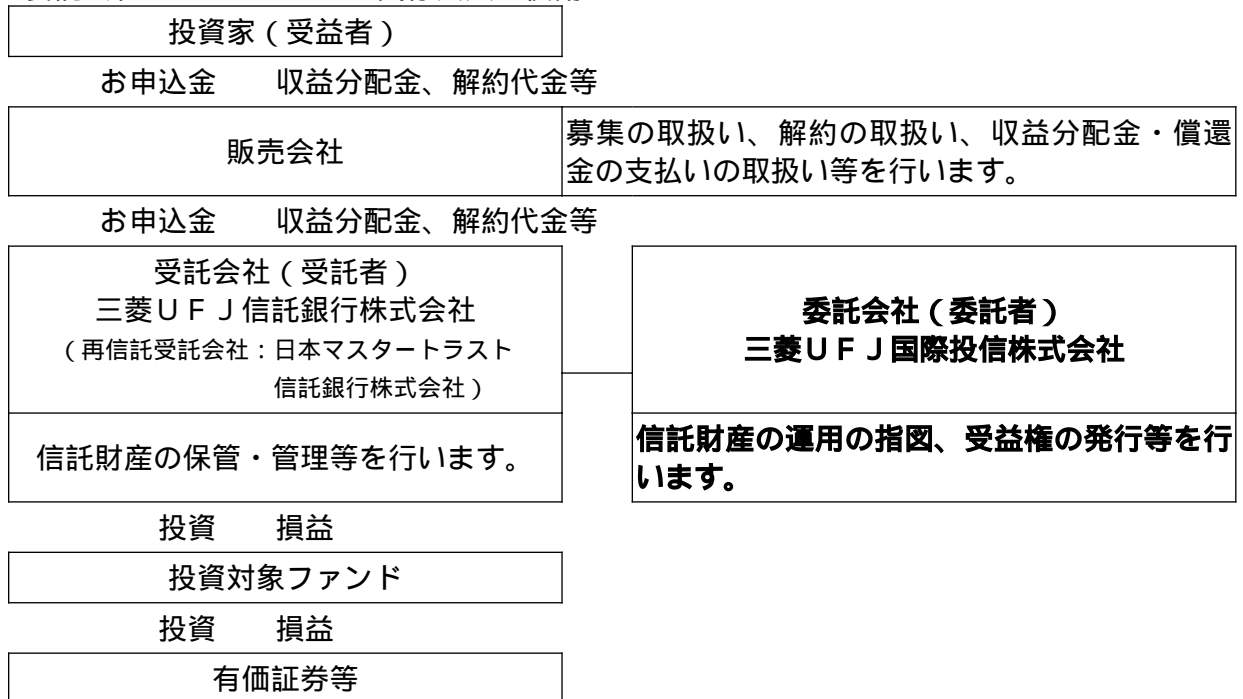 投資家(受益者)
お申込金 収益分配金、解約代金等
販売会社
募集の取扱い、解約の取扱い、収益分配金・償還
金の支払いの取扱い等を行います。
お申込金 収益分配金、解約代金等
受託会社(受託者)
三菱UFJ信託銀行株式会社
(再信託受託会社:日本マスタートラスト
信託銀行株式会社)
委託会社(委託者)
三菱UFJ国際投信株式会社
信託財産の保管・管理等を行います。
信託財産の運用の指図、受益権の発行等を行
います。
投資 損益
投資対象ファンド
投資 損益
有価証券等